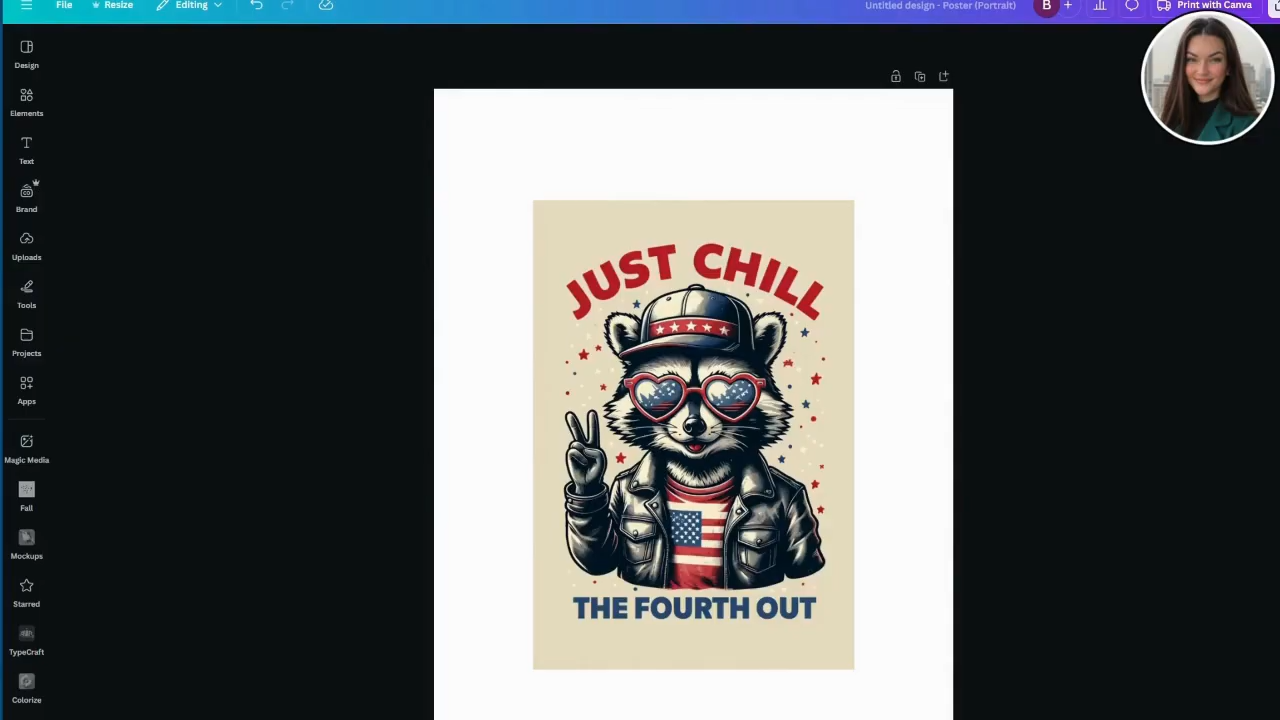 File
Resize
Editing
Untitled design - Poster (Portrait)
B
Print with Canva
Design
Elements
Text
Brand
Uploads
Tools
Projects
Apps
Magic Media
Fall
Mockups
Starred
TypeCraft
Colorize
JUST CHILL
THE FOURTH OUT